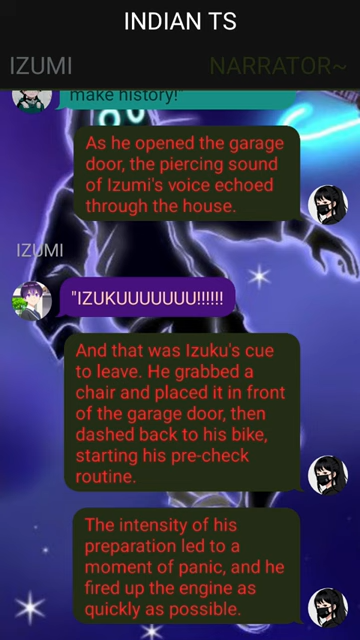 INDIAN TS
IZUMI
NARRATOR~
make history!"
As he opened the garage
door, the piercing sound
of Izumi's voice echoed
through the house.
IZUMI
"IZUKUUUUUUU!!!!!!
And that was Izuku's cue
to leave. He grabbed a
chair and placed it in front
of the garage door, then
dashed back to his bike,
starting his pre-check
routine.
The intensity of his
preparation led to a
moment of panic, and he
fired up the engine as
quickly as possible.